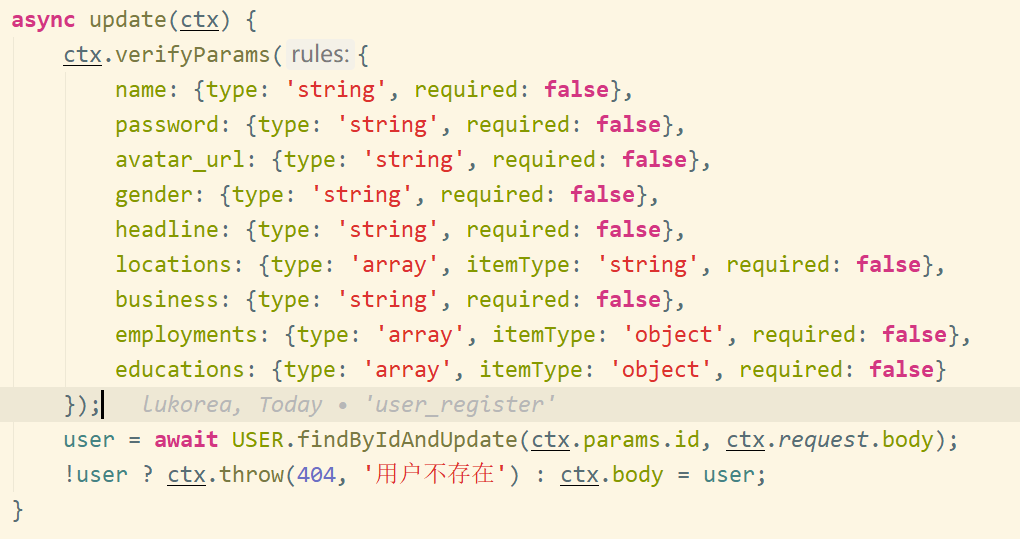 async update(ctx) {
ctx.verifyParams( rules: {
name: {type: 'string', required: false},
password: {type: 'string', required: false},
avatar_url: {type: 'string', required: false},
gender: {type: 'string', required: false},
headline: {type: 'string', required: false},
locations: {type: 'array', itemType: 'string', required: false},
business: {type: 'string', required: false},
employments: {type: 'array', itemType: 'object', required: false},
educations: {type: 'array', itemType: 'object', required: false}
}); lukorea, Today • 'user_register'
user = await USER.findByIdAndUpdate(ctx.params.id, ctx.request.body);
!user ? ctx.throw(404, '用户不存在') : ctx.body = user;
}